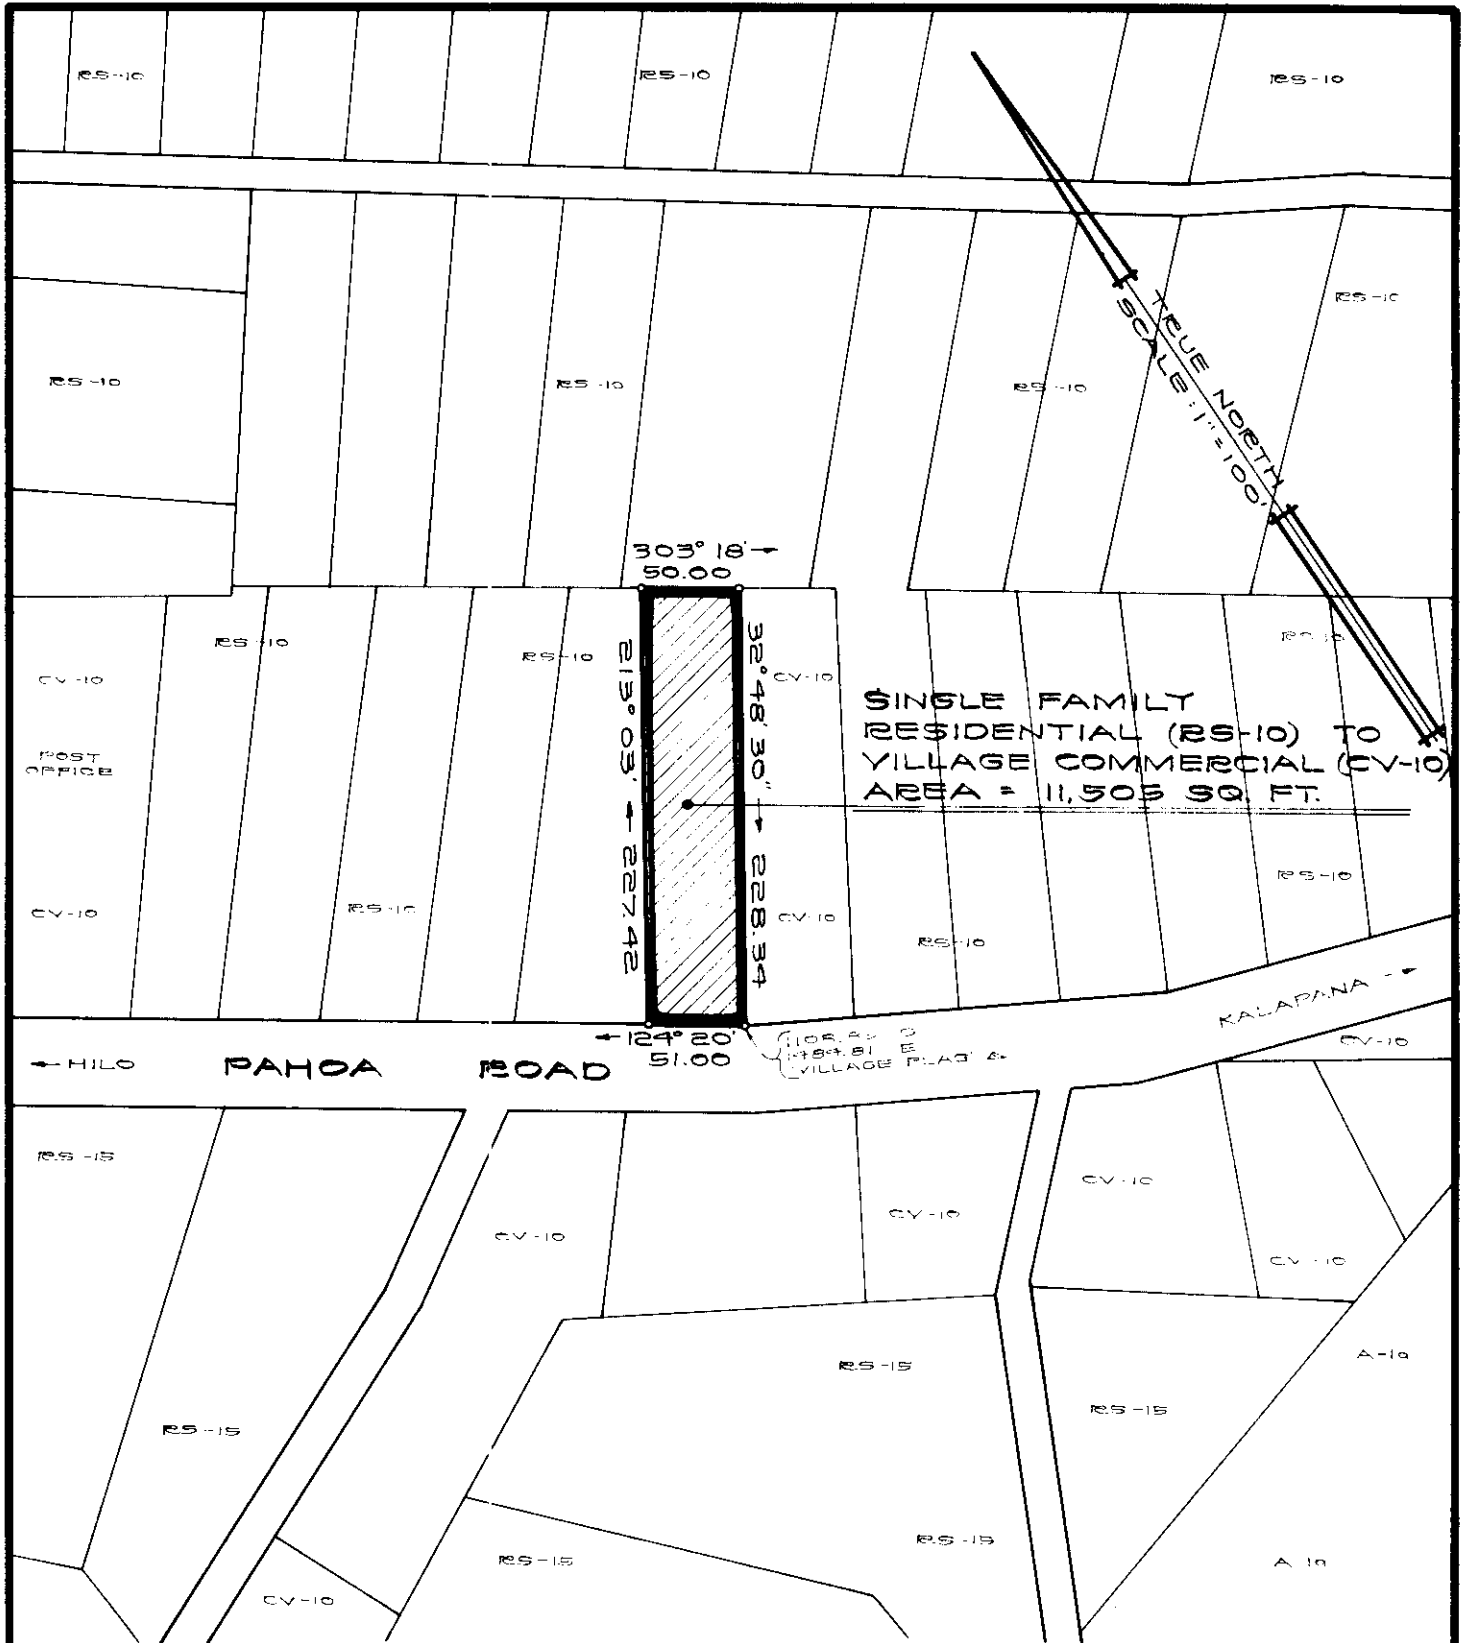 RS-10
RS-10
RS-10
RS-10
TRUE NORTH
SCALE : 1" = 100'
RS-10
RS-10
RS-10
303° 18'
50.00
RS-10
RS-10
CV-10
CV-10
213° 03' 227.42
32° 48' 30" 228.34
SINGLE FAMILY
RESIDENTIAL (RS-10) TO
VILLAGE COMMERCIAL (CV-10)
AREA = 11,505 SQ. FT.
POST
OFFICE
CV-10
RS-10
CV-10
RS-10
RS-10
KALAPANA
124° 20'
51.00
E
VILLAGE
HILO
PAHOA ROAD
CV-10
RS-15
CV-10
CV-10
CV-10
CV-10
RS-15
A-1a
RS-15
RS-15
RS-15
RS-15
A-1a
CV-10